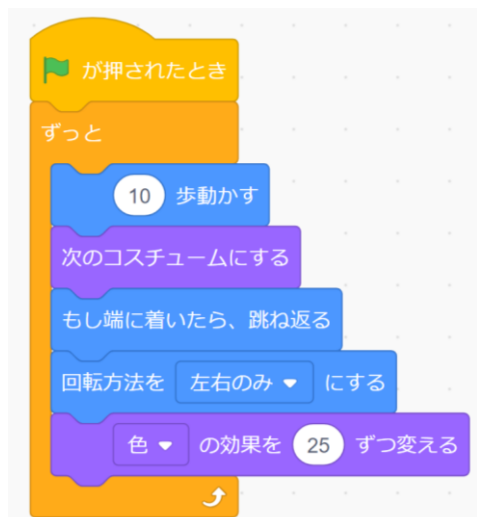 が押されたとき
ずっと
10 歩動かす
次のコスチュームにする
もし端に着いたら、跳ね返る
回転方法を 左右のみ にする
色 の効果を 25 ずつ変える